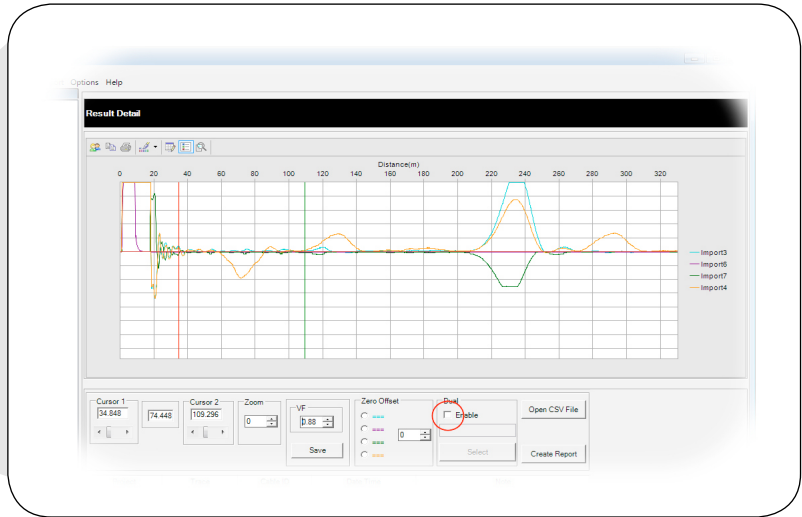 Options Help
Result Detail
Distance(m)
0 20 40 60 80 100 120 140 160 180 200 220 240 260 280 300 320
Import3
Import6
Import7
Import4
Cursor 1
34.848
74.448
Cursor 2
109.296
Zoom
0
VF
0.88
Save
Zero Offset
0
Dual
Enable
Select
Open CSV File
Create Report